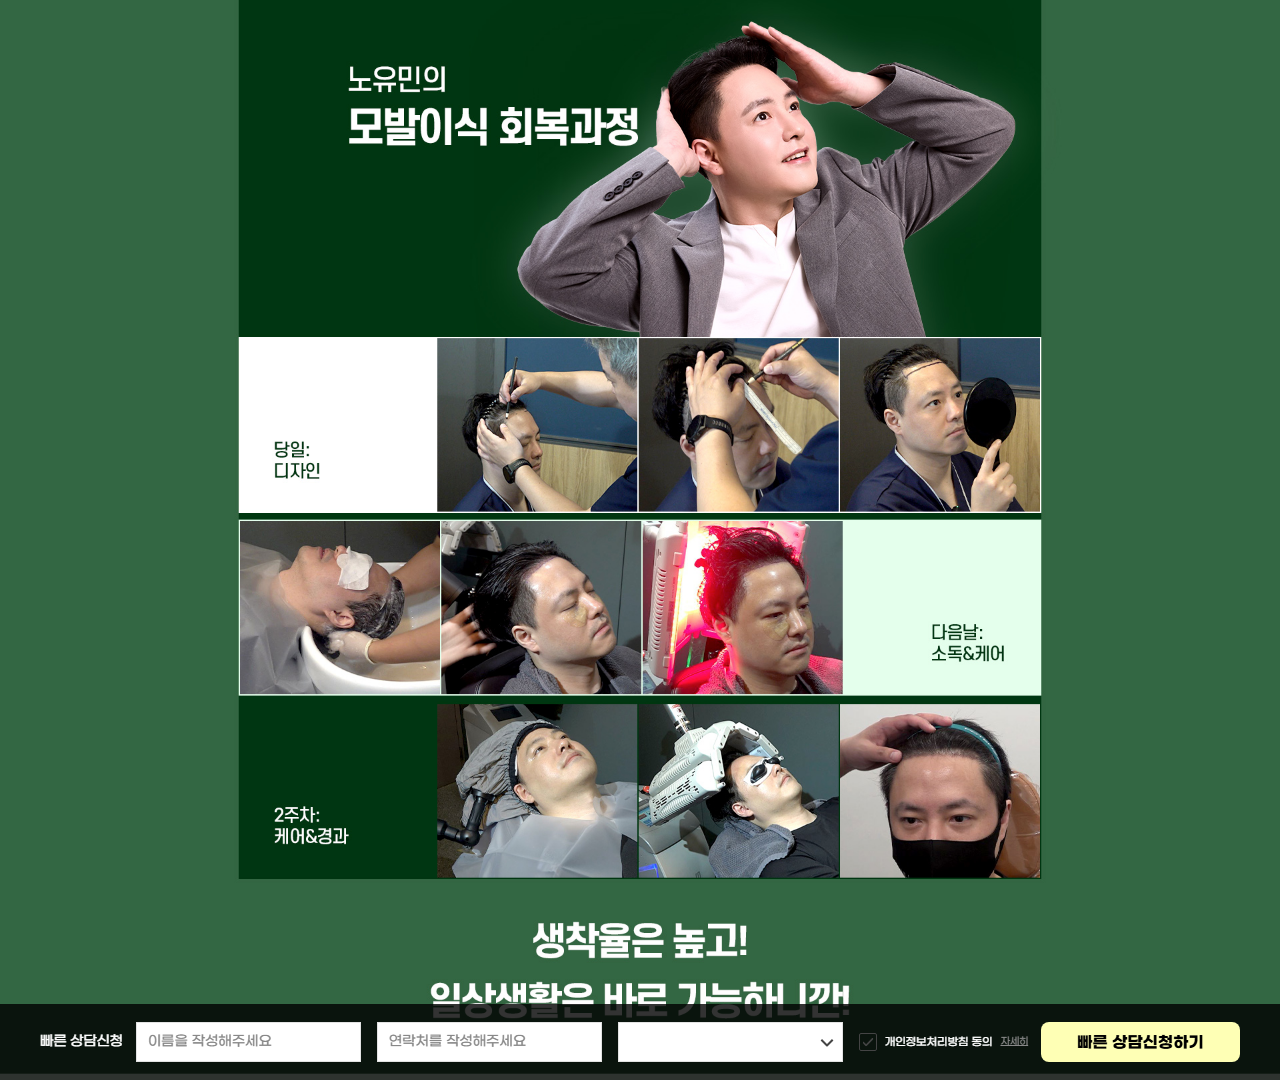 노유민의
모발이식 회복과정
당일:
디자인
다음날:
소독&케어
2주차:
케어&경과
생착율은 높고!
일상생활은 바로 가능하니깐!
빠른 상담신청
이름을 작성해주세요
연락처를 작성해주세요
개인정보처리방침 동의
자세히
빠른 상담신청하기